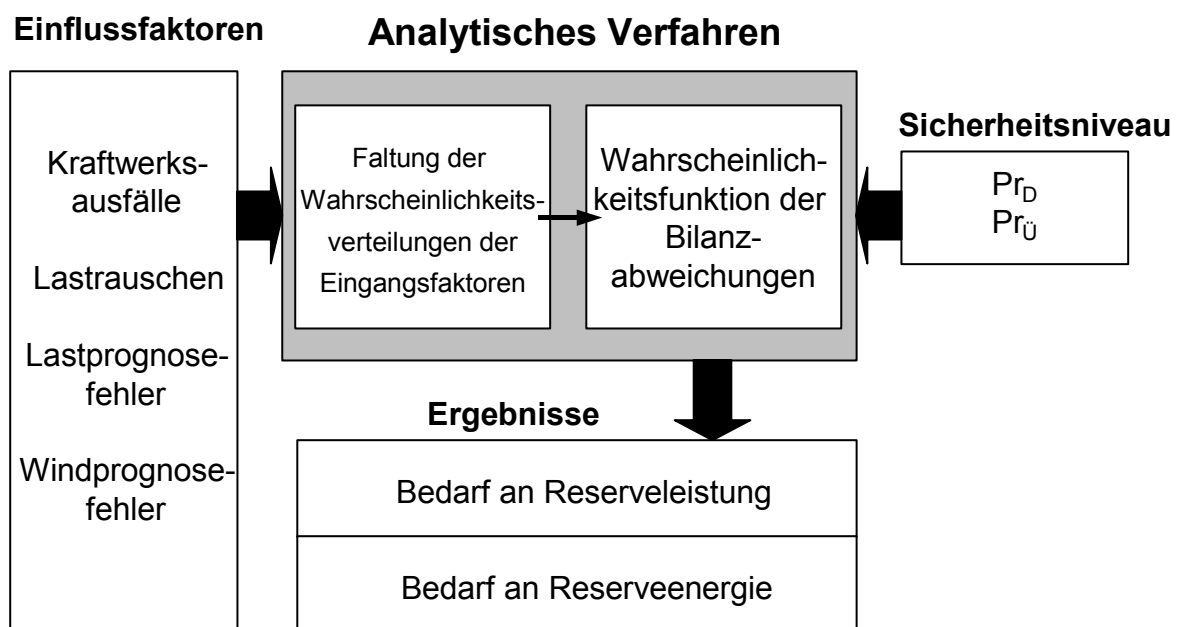 Einflussfaktoren
Analytisches Verfahren
Kraftwerks-
ausfälle
Lastrauschen
Lastprognose-
fehler
Windprognose-
fehler
Faltung der
Wahrscheinlichkeits-
verteilungen der
Eingangsfaktoren
Wahrscheinlich-
keitsfunktion der
Bilanz-
abweichungen
Sicherheitsniveau
PrD
PrÜ
Ergebnisse
Bedarf an Reserveleistung
Bedarf an Reserveenergie